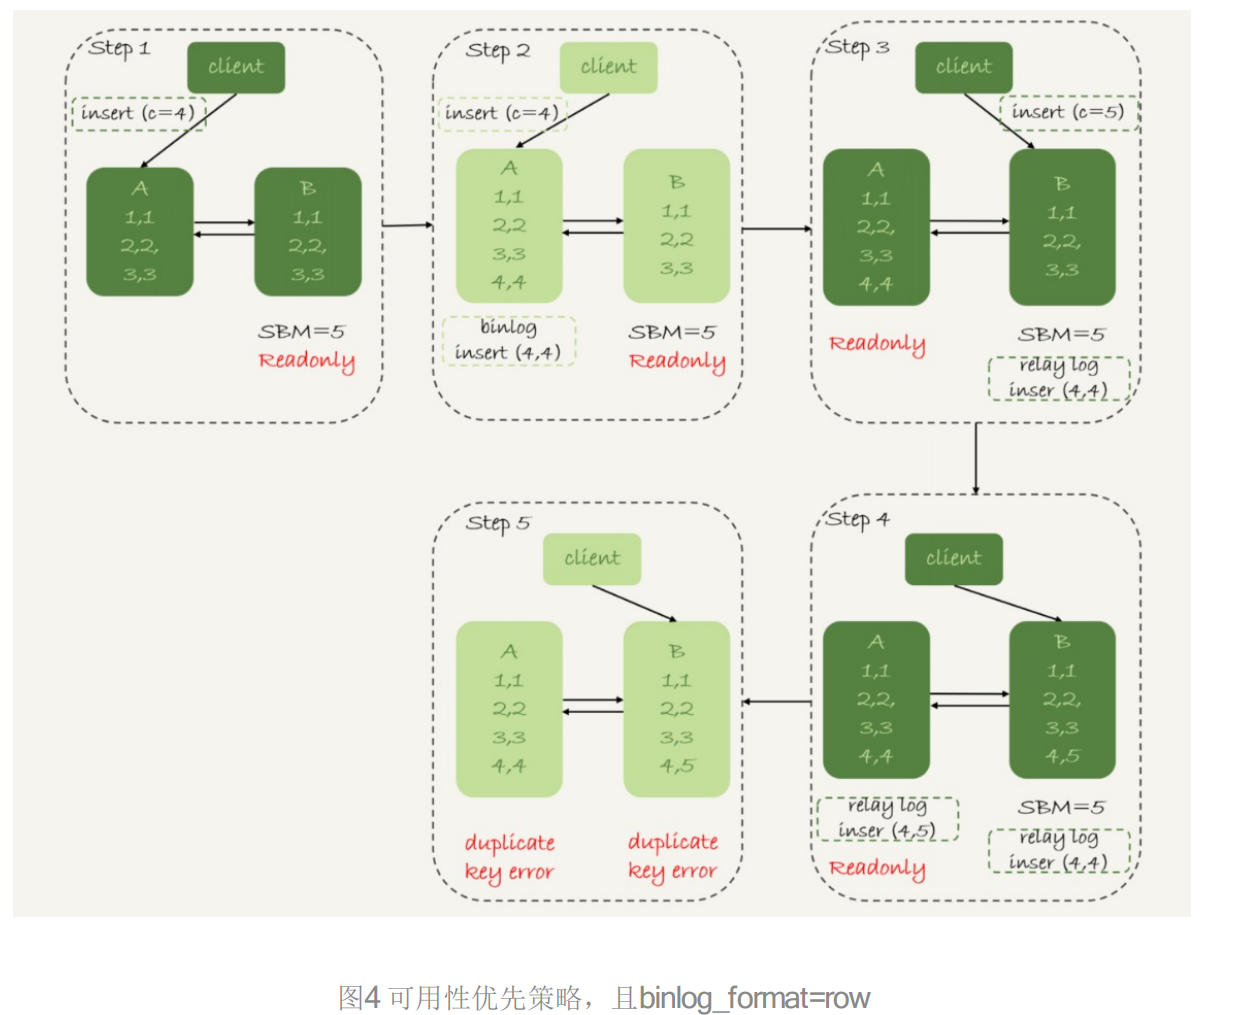 Step 1
client
insert (c=4)
A
1,1
2,2,
3,3
B
1,1
2,2,
3,3
SBM=5
Readonly
Step 2
client
insert (c=4)
A
1,1
2,2
3,3
4,4
binlog
insert (4,4)
B
1,1
2,2
3,3
SBM=5
Readonly
Step 3
client
insert (c=5)
A
1,1
2,2,
3,3
4,4
Readonly
B
1,1
2,2,
3,3
SBM=5
relay log
inser (4,4)
Step 4
client
A
1,1
2,2,
3,3
4,4
relay log
inser (4,5)
Readonly
B
1,1
2,2,
3,3
4,5
SBM=5
relay log
inser (4,4)
Step 5
client
A
1,1
2,2
3,3
4,4
duplicate
key error
B
1,1
2,2
3,3
4,5
duplicate
key error
图4 可用性优先策略，且binlog_format=row